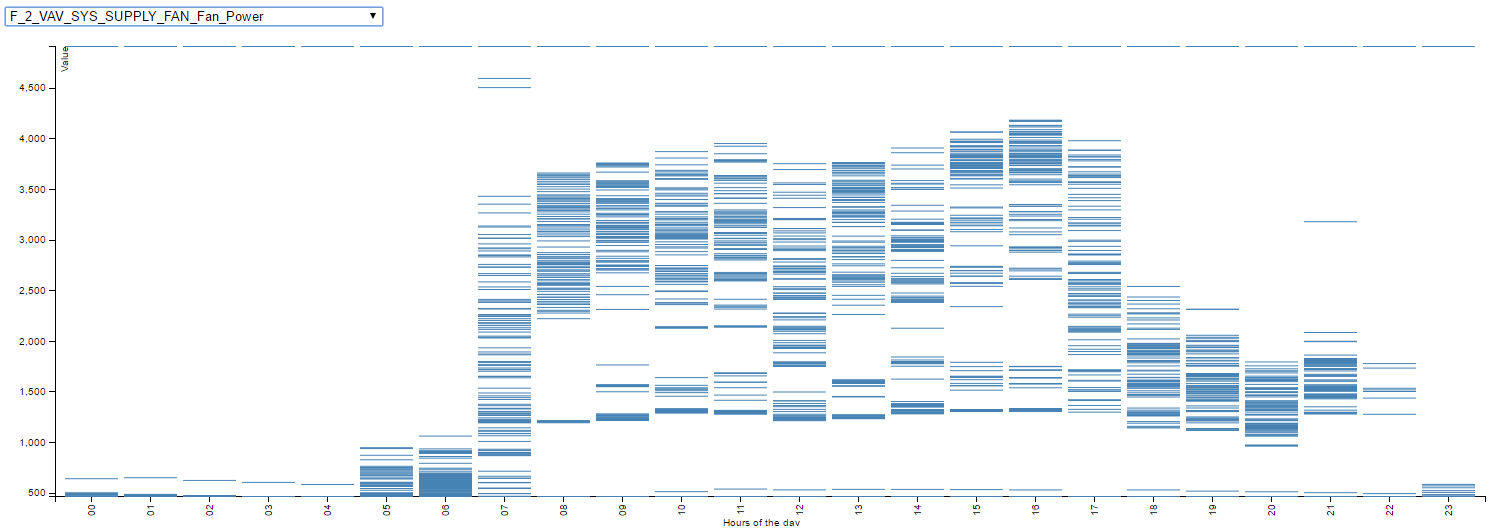 F_2_VAV_SYS_SUPPLY_FAN_Fan_Power
Value
4,500
4,000
3,500
3,000
2,500
2,000
1,500
1,000
500
00 01 02 03 04 05 06 07 08 09 10 11 12 13 14 15 16 17 18 19 20 21 22 23
Hours of the day